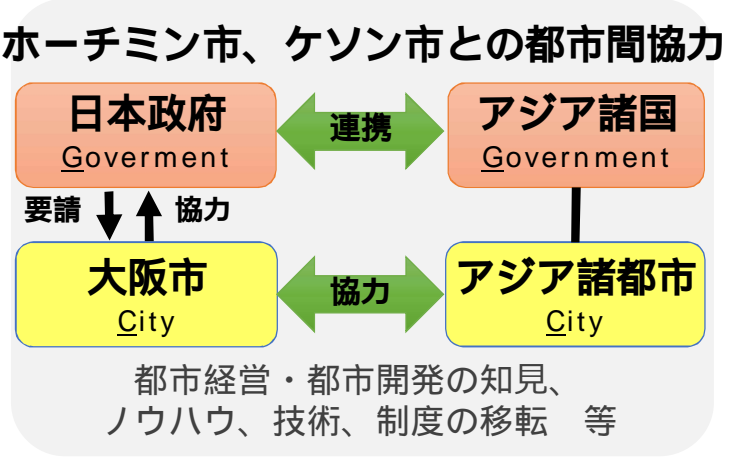 ホーチミン市、ケソン市との都市間協力
日本政府
Goverment
連携
アジア諸国
Government
要請
協力
大阪市
City
協力
アジア諸都市
City
都市経営・都市開発の知見、
ノウハウ、技術、制度の移転　等